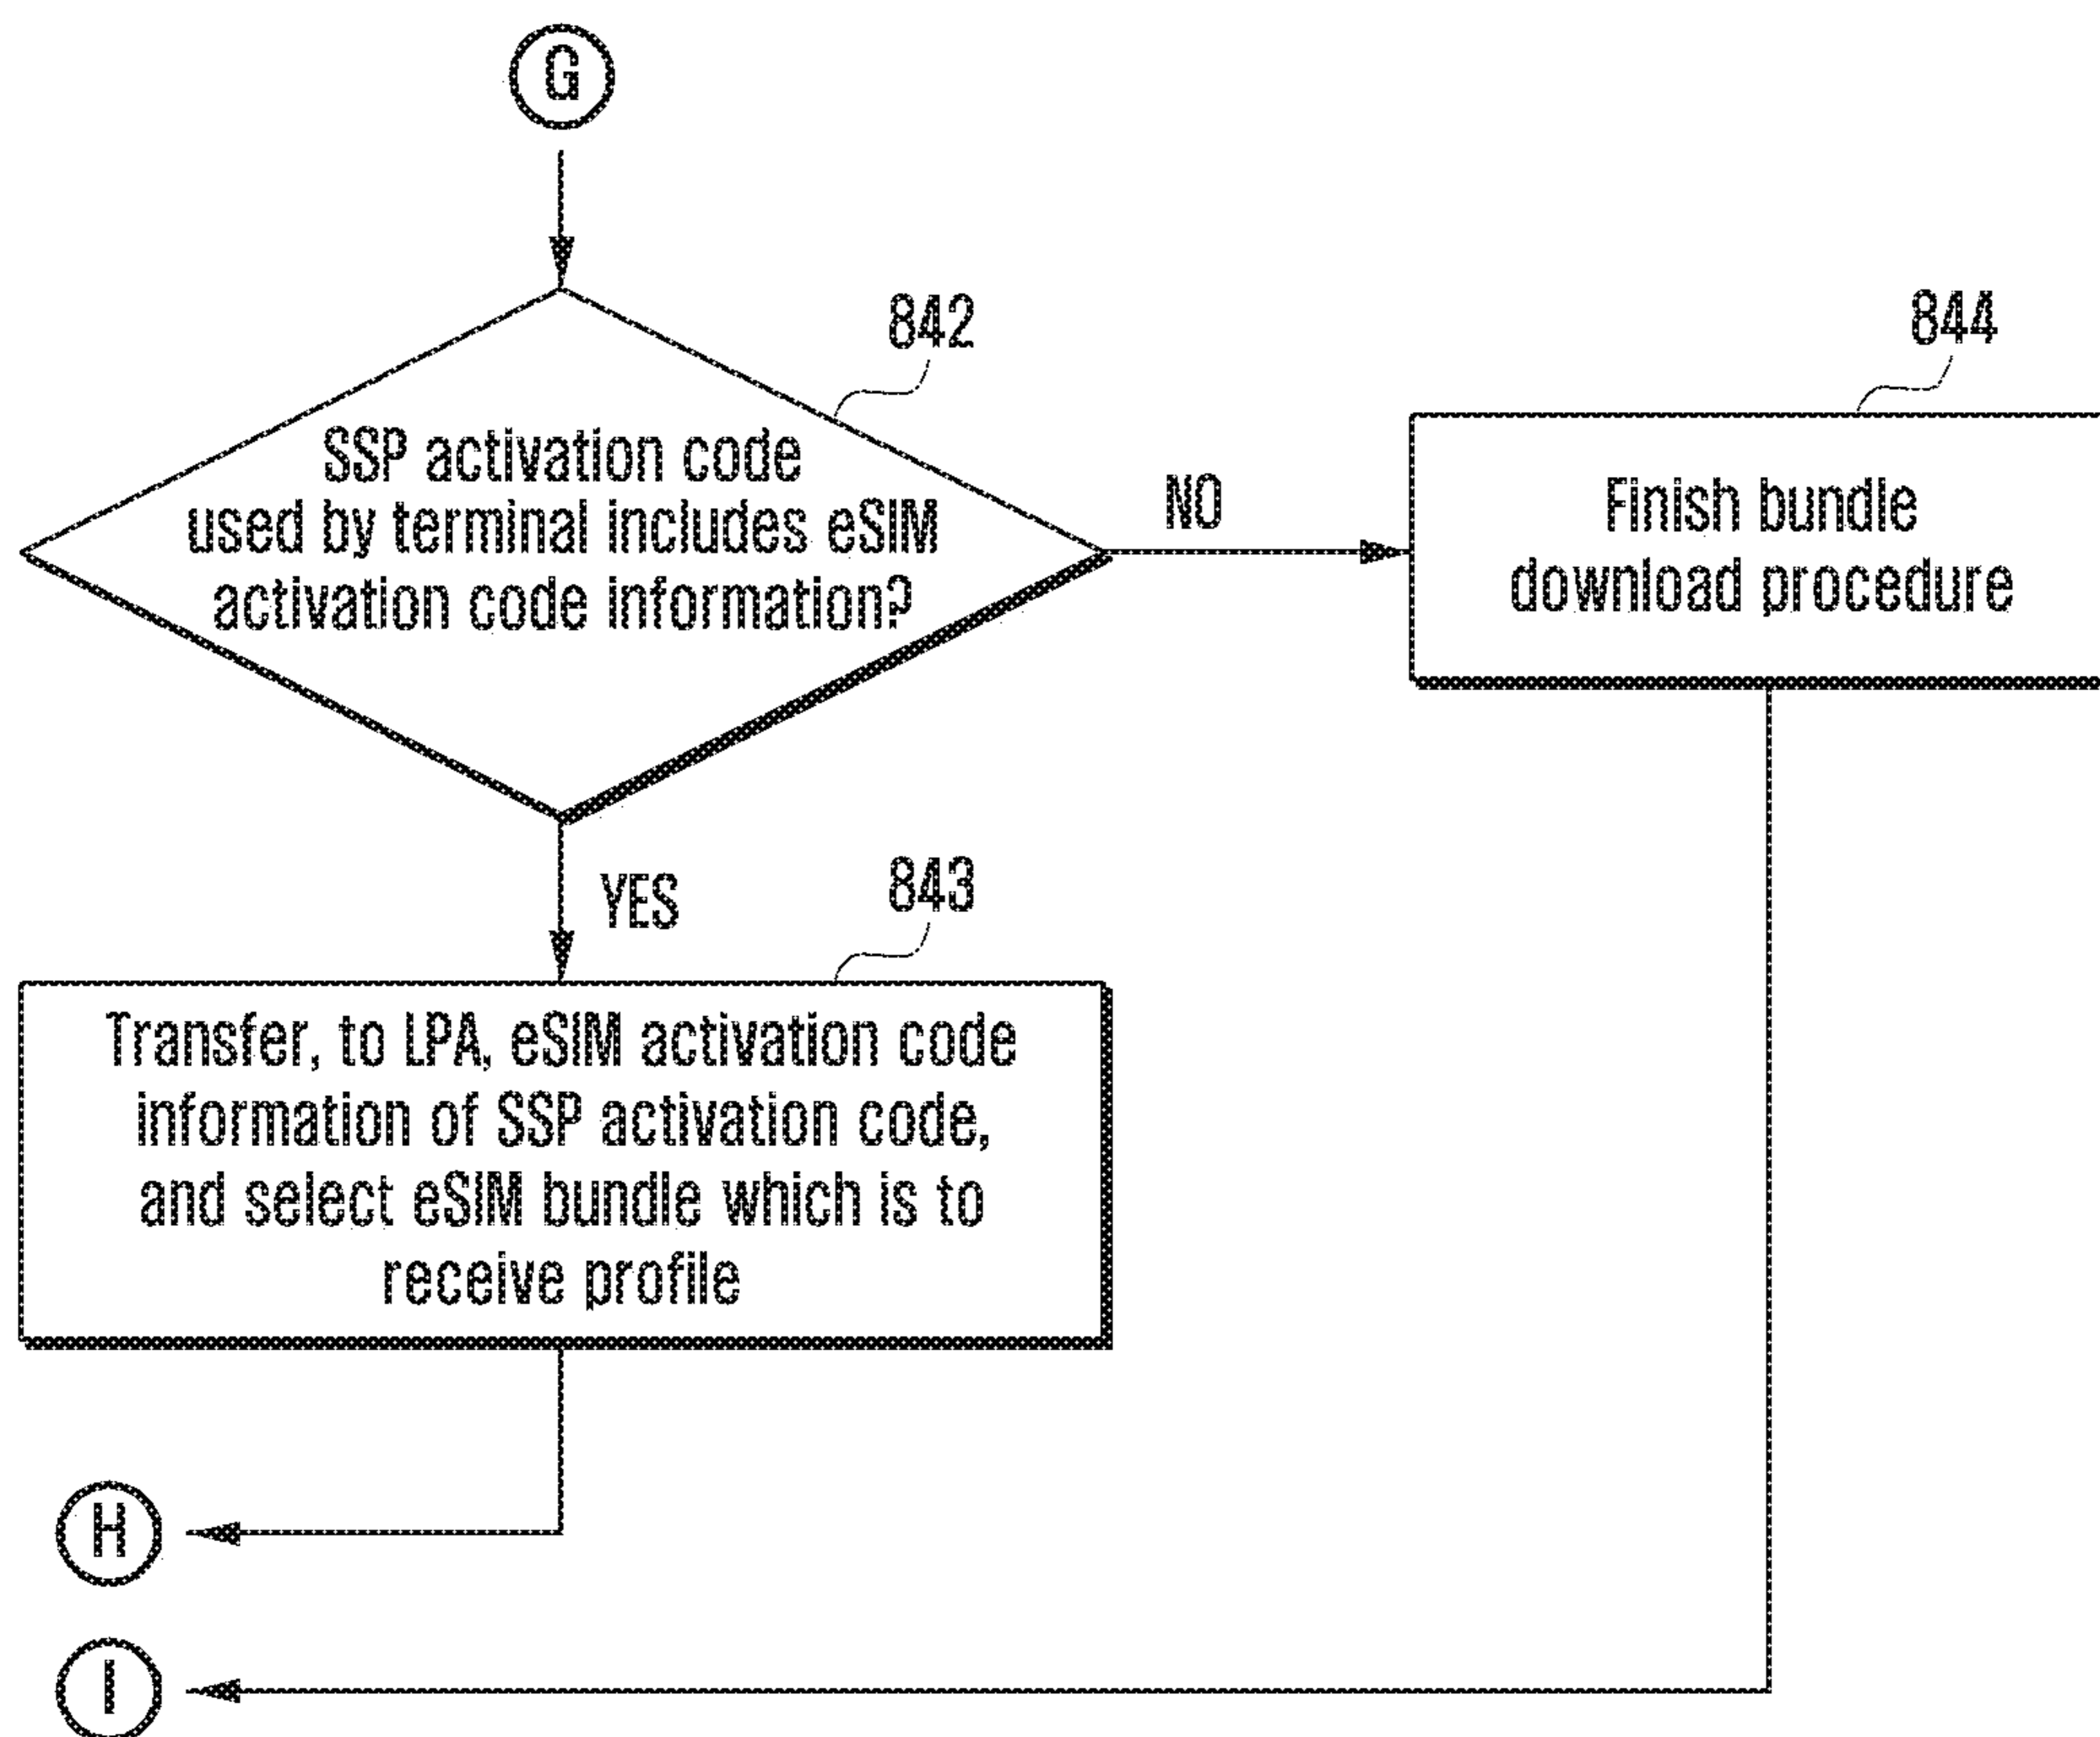 G
842
SSP activation code
used by terminal includes eSIM
activation code information?
NO
844
Finish bundle
download procedure
YES
843
Transfer, to LPA, eSIM activation code
information of SSP activation code,
and select eSIM bundle which is to
receive profile
H
I